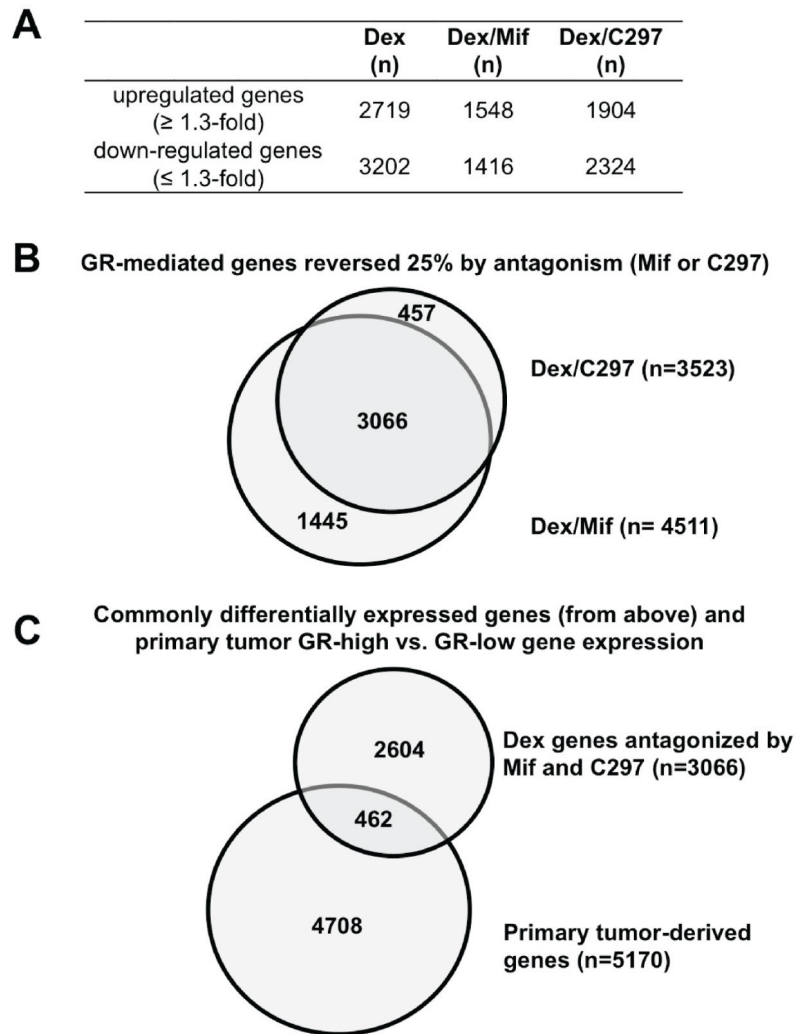 A
Dex Dex/Mif Dex/C297
(n) (n) (n)
upregulated genes
(≥ 1.3-fold) 2719 1548 1904
down-regulated genes
(≤ 1.3-fold) 3202 1416 2324
B
GR-mediated genes reversed 25% by antagonism (Mif or C297)
457
Dex/C297 (n=3523)
3066
1445
Dex/Mif (n= 4511)
C
Commonly differentially expressed genes (from above) and
primary tumor GR-high vs. GR-low gene expression
2604
Dex genes antagonized by
Mif and C297 (n=3066)
462
4708
Primary tumor-derived
genes (n=5170)